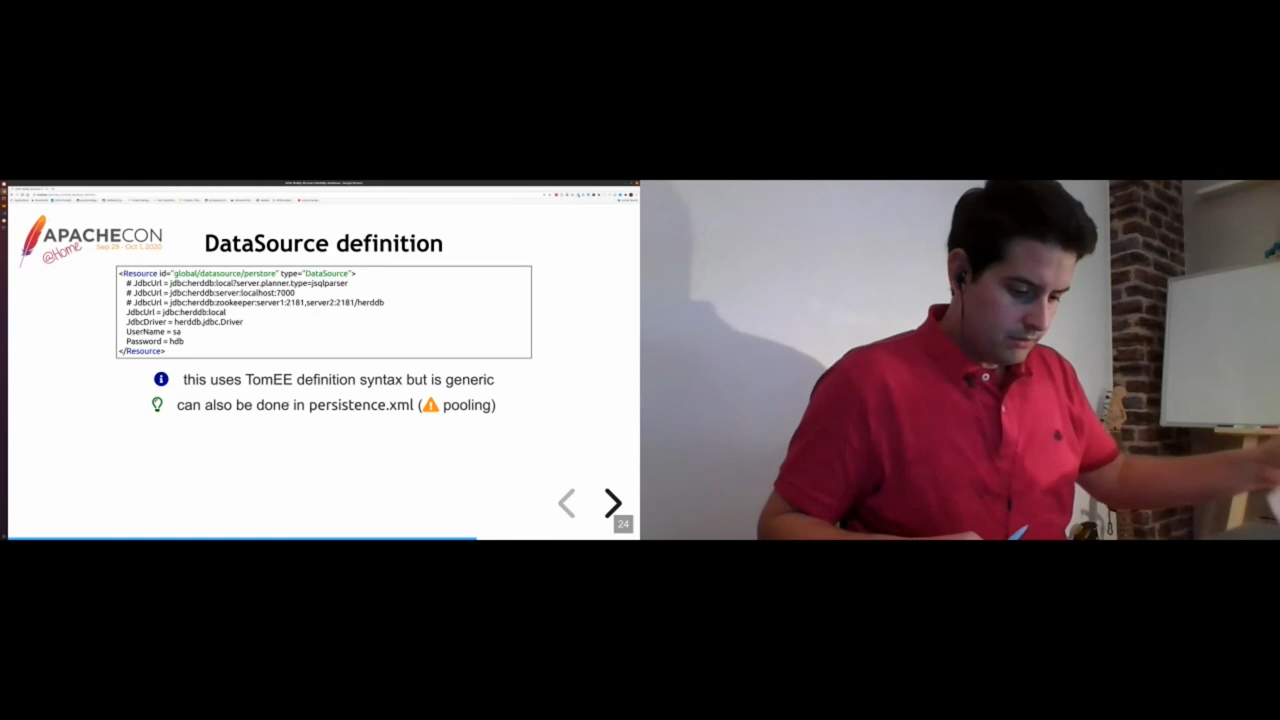 APACHECON
@Home
Sep 29 - Oct 1, 2020
DataSource definition
<Resource id="global/datasource/perstore" type="DataSource">
# JdbcUrl = jdbc:herddb:local?server.planner.type=jsqlparser
# JdbcUrl = jdbc:herddb:server:localhost:7000
# JdbcUrl = jdbc:herddb:zookeeper:server1:2181,server2:2181/herddb
JdbcUrl = jdbc:herddb:local
JdbcDriver = herddb.jdbc.Driver
UserName = sa
Password = hdb
</Resource>
this uses TomEE definition syntax but is generic
can also be done in persistence.xml ( pooling)
24